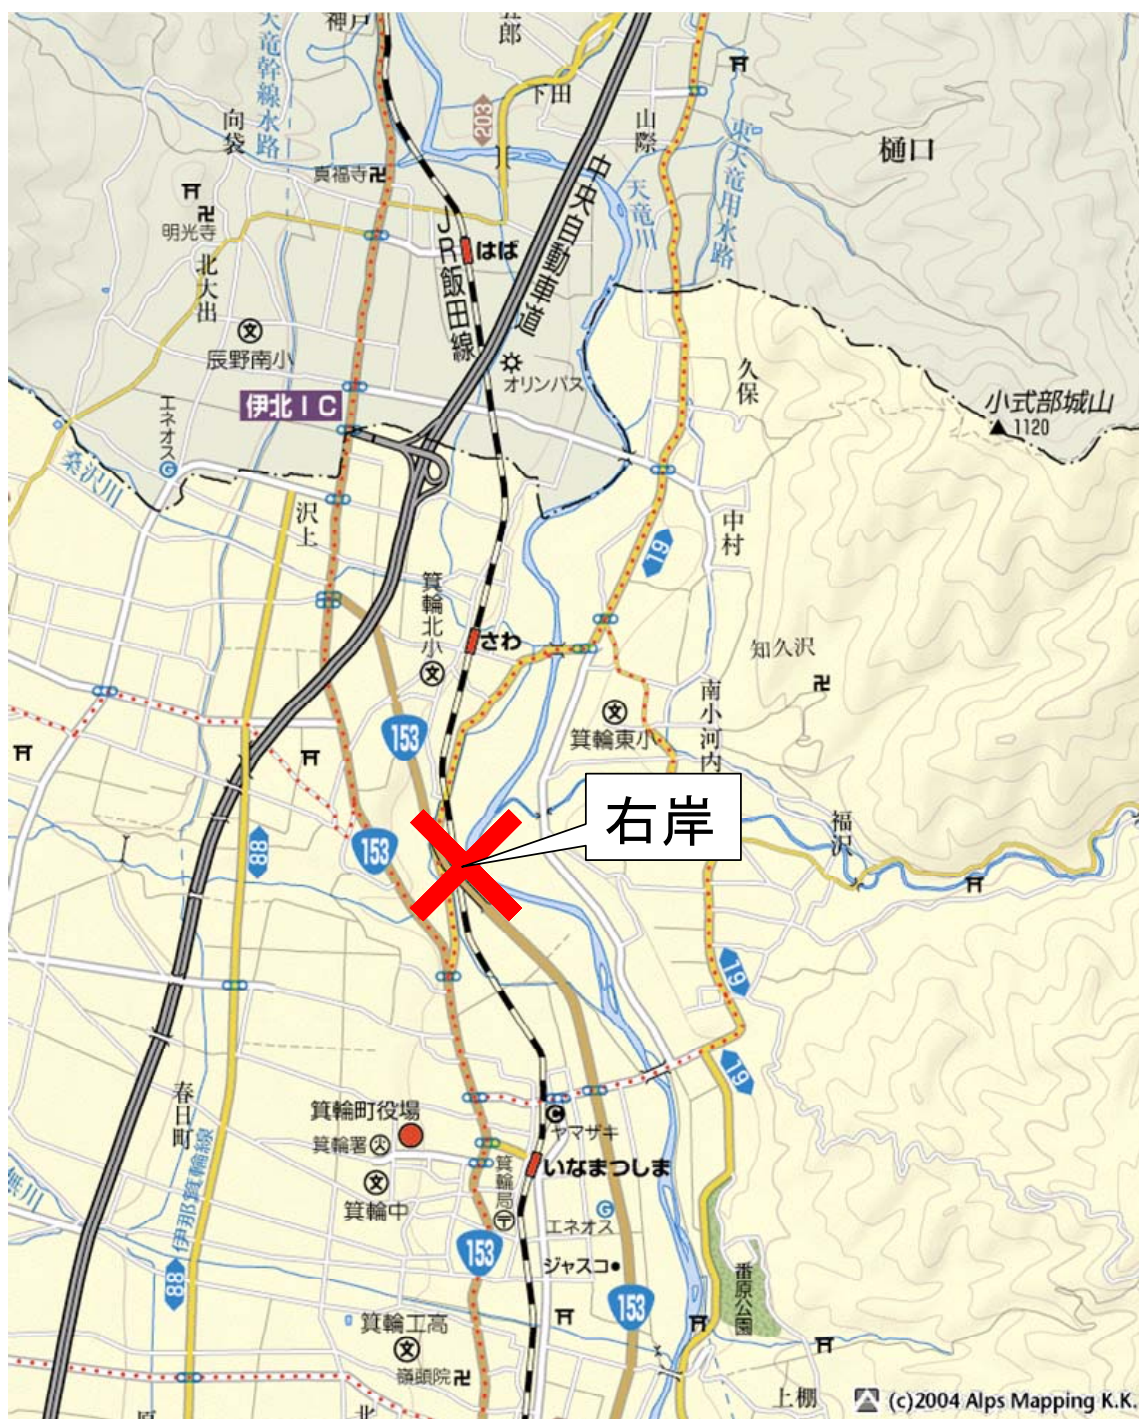 神戸
五郎
天竜幹線水路
下田
203
向袋
山際
樋口
東天竜用水路
真福寺
中央自動車道
天竜川
明光寺
JR飯田線
はば
北大出
辰野南小
オリンパス
久保
伊北IC
エネオス
小式部城山
1120
桑沢川
沢上
中村
19
箕輪北小
さわ
知久沢
南小河内
153
箕輪東小
右岸
福沢
153
88
19
19
春日町
箕輪町役場
ヤマザキ
箕輪署
いなまつしま
伊那箕輪線
箕輪中
箕輪局
エネオス
153
ジャスコ
88
番原公園
153
箕輪工高
嶺頭院
上棚
北
原
(c)2004 Alps Mapping K.K.